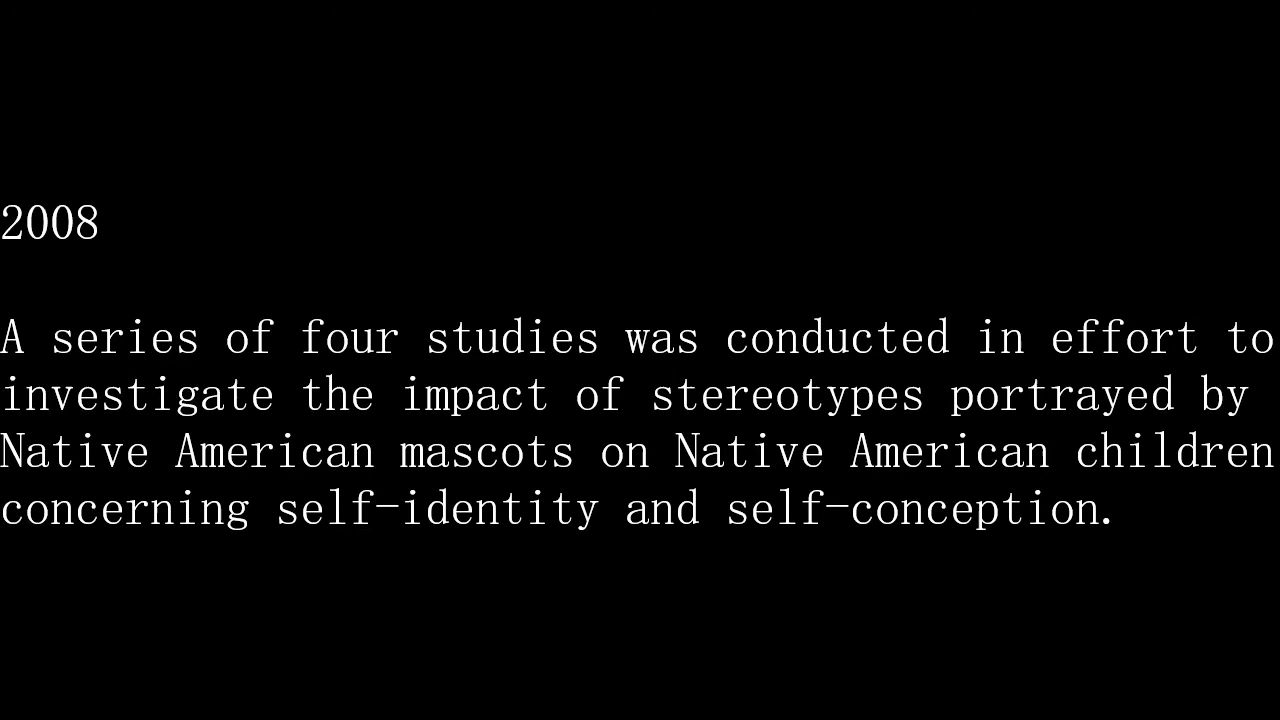 2008
A series of four studies was conducted in effort to
investigate the impact of stereotypes portrayed by
Native American mascots on Native American children
concerning self-identity and self-conception.